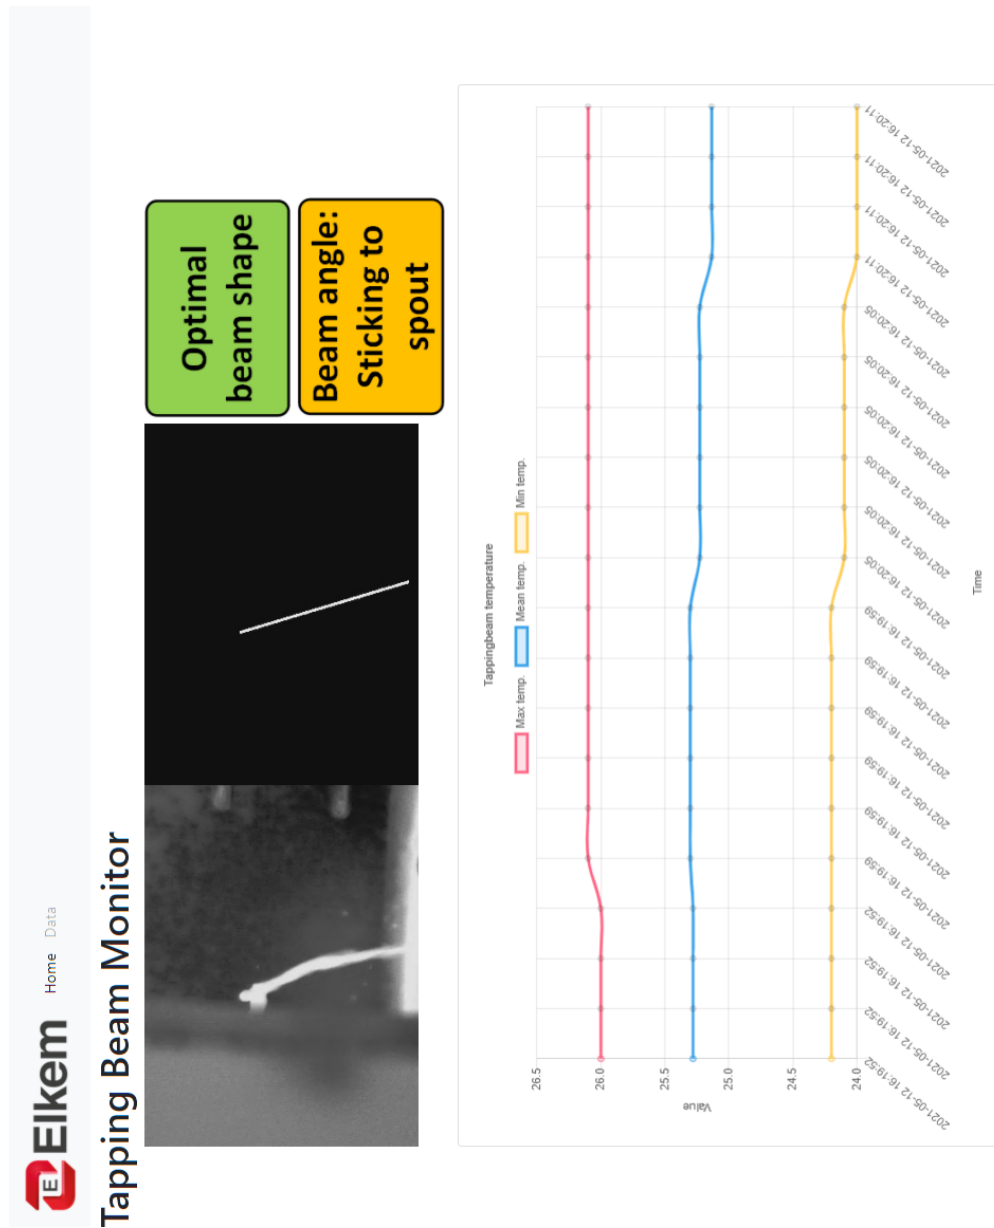 Elkem
Home Data
Tapping Beam Monitor
Optimal
beam shape
Beam angle:
Sticking to
spout
Tappingbeam temperature
Max temp. Mean temp. Min temp.
26.5
26.0
25.5
25.0
24.5
24.0
Value
2021-05-12 16:19:52
2021-05-12 16:19:52
2021-05-12 16:19:52
2021-05-12 16:19:52
2021-05-12 16:19:59
2021-05-12 16:19:59
2021-05-12 16:19:59
2021-05-12 16:19:59
2021-05-12 16:19:59
2021-05-12 16:19:59
2021-05-12 16:20:05
2021-05-12 16:20:05
2021-05-12 16:20:05
2021-05-12 16:20:05
2021-05-12 16:20:05
2021-05-12 16:20:05
2021-05-12 16:20:11
2021-05-12 16:20:11
2021-05-12 16:20:11
2021-05-12 16:20:11
Time